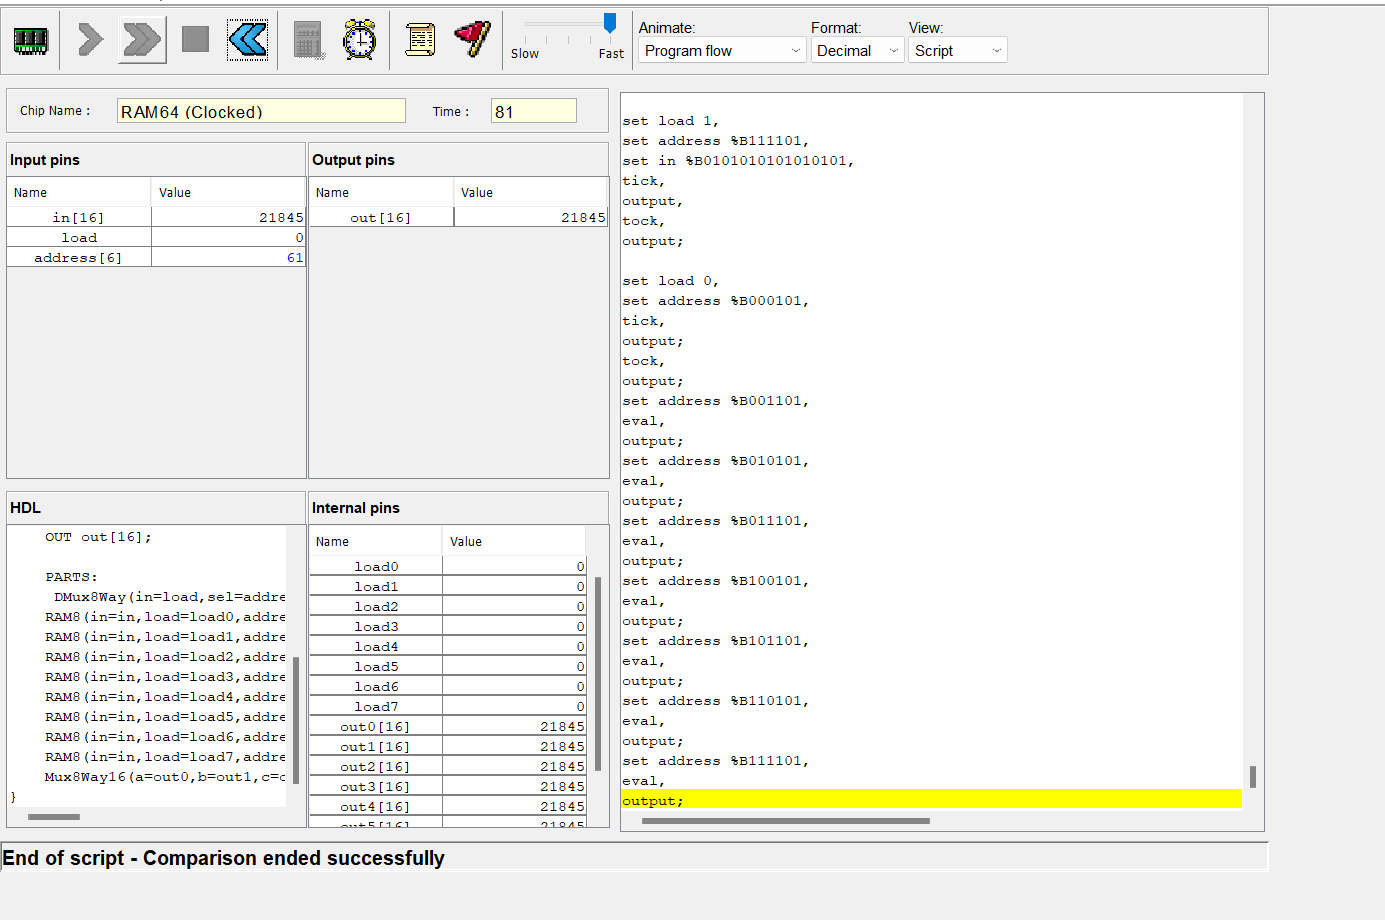 Slow
Fast
Animate:
Program flow
Format:
Decimal
View:
Script
Chip Name :
RAM64 (Clocked)
Time :
81
Input pins
Name Value
in[16] 21845
load 0
address[6] 61
Output pins
Name Value
out[16] 21845
HDL
OUT out[16];
PARTS:
DMux8Way(in=load,sel=addre
RAM8(in=in,load=load0,addre
RAM8(in=in,load=load1,addre
RAM8(in=in,load=load2,addre
RAM8(in=in,load=load3,addre
RAM8(in=in,load=load4,addre
RAM8(in=in,load=load5,addre
RAM8(in=in,load=load6,addre
RAM8(in=in,load=load7,addre
Mux8Way16(a=out0,b=out1,c=o
}
Internal pins
Name Value
load0 0
load1 0
load2 0
load3 0
load4 0
load5 0
load6 0
load7 0
out0[16] 21845
out1[16] 21845
out2[16] 21845
out3[16] 21845
out4[16] 21845
out5[16] 21845
set load 1,
set address %B111101,
set in %B0101010101010101,
tick,
output,
tock,
output;
set load 0,
set address %B000101,
tick,
output;
tock,
output;
set address %B001101,
eval,
output;
set address %B010101,
eval,
output;
set address %B011101,
eval,
output;
set address %B100101,
eval,
output;
set address %B101101,
eval,
output;
set address %B110101,
eval,
output;
set address %B111101,
eval,
output;
End of script - Comparison ended successfully